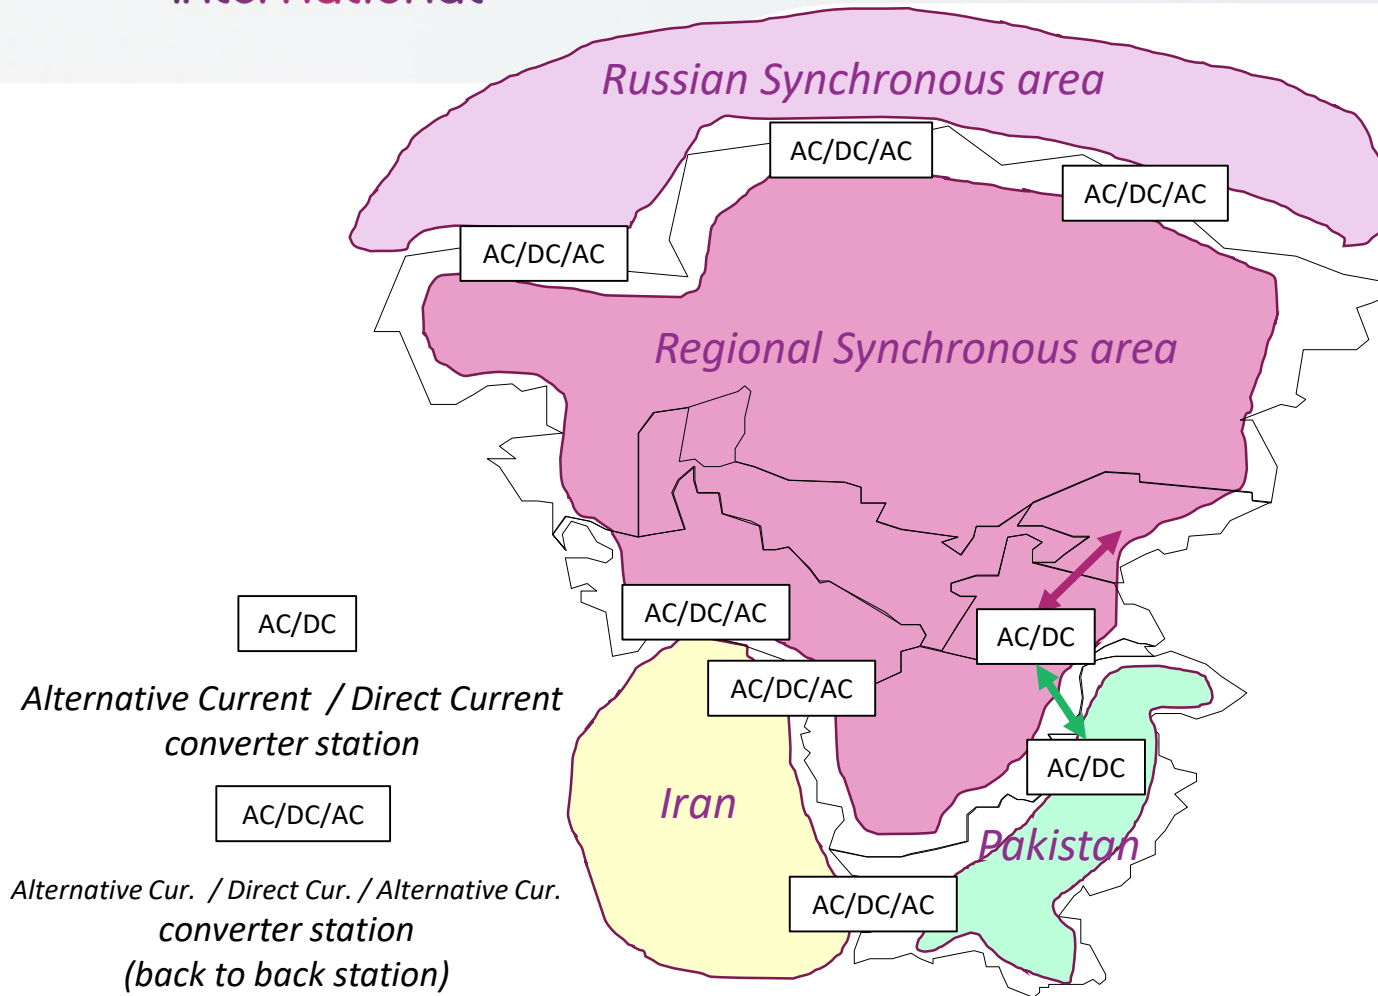 international
Russian Synchronous area
AC/DC/AC
AC/DC/AC
AC/DC/AC
Regional Synchronous area
AC/DC
AC/DC/AC
AC/DC
Alternative Current / Direct Current
converter station
AC/DC/AC
AC/DC
AC/DC/AC
Iran
Pakistan
Alternative Cur. / Direct Cur. / Alternative Cur.
converter station
(back to back station)
AC/DC/AC